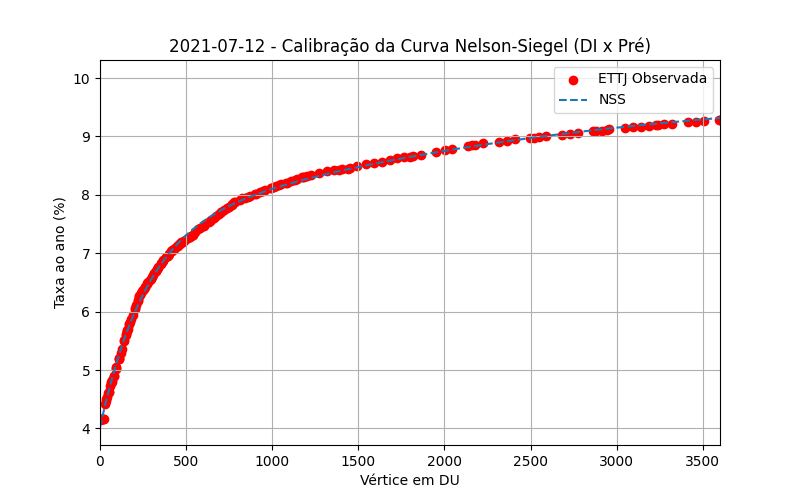 2021-07-12 - Calibração da Curva Nelson-Siegel (DI x Pré)
ETTJ Observada
NSS
Taxa ao ano (%)
10
9
8
7
6
5
4
0 500 1000 1500 2000 2500 3000 3500
Vértice em DU